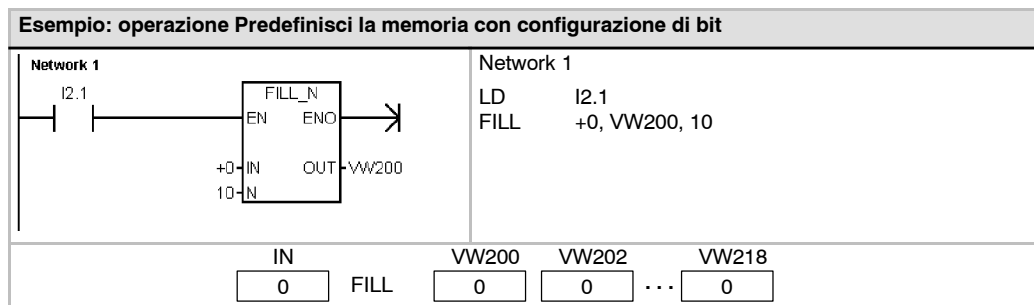 Esempio: operazione Predefinisci la memoria con configurazione di bit
Network 1
I2.1
FILL_N
EN ENO
+0 IN OUT VW200
10 N
Network 1
LD I2.1
FILL +0, VW200, 10
IN VW200 VW202 VW218
0 FILL 0 0 ... 0